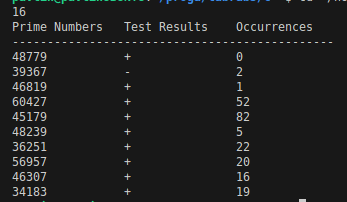 16
Prime Numbers Test Results Occurrences
------------------------------------------------
48779 + 0
39367 - 2
46819 + 1
60427 + 52
45179 + 82
48239 + 5
36251 + 22
56957 + 20
46307 + 16
34183 + 19